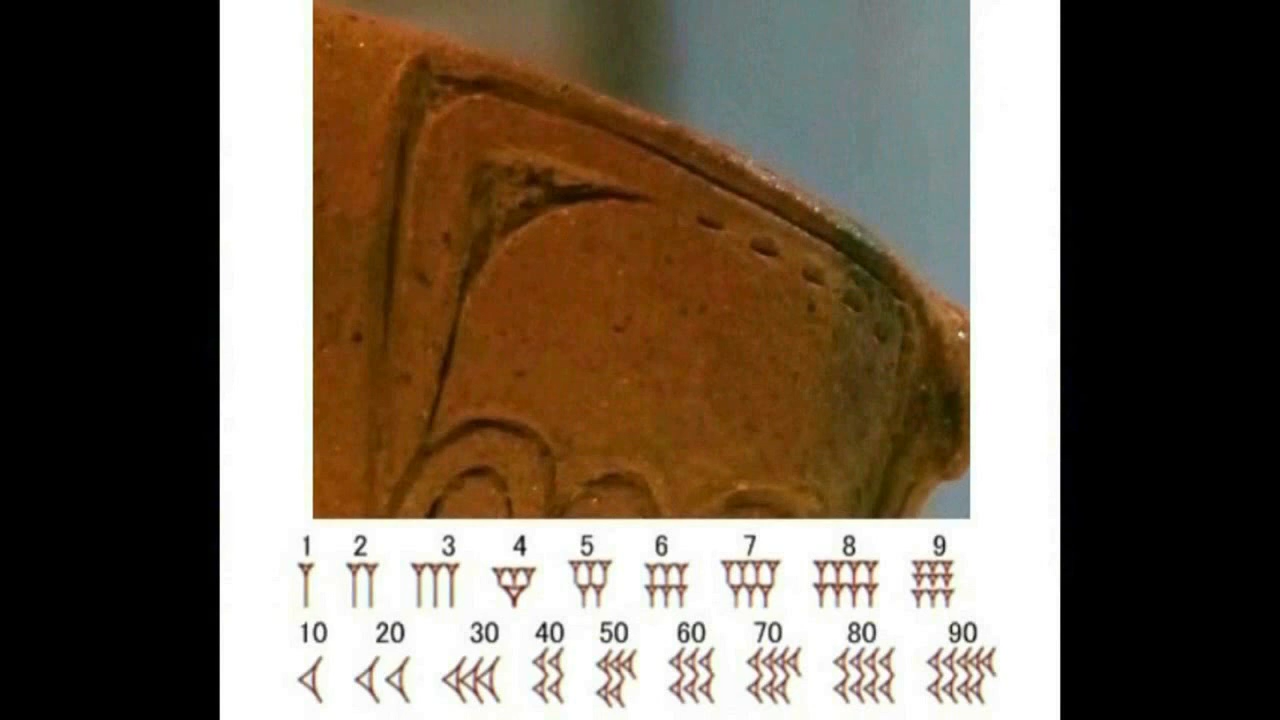 1 2 3 4 5 6 7 8 9
𒁹 𒈫 𒐈 𒐉 𒐊 𒐋 𒐌 𒐍 𒐎
10 20 30 40 50 60 70 80 90
𒌋 𒎙 𒌍 𒐏 𒐐 𒐑 𒐒 𒐓 𒐔